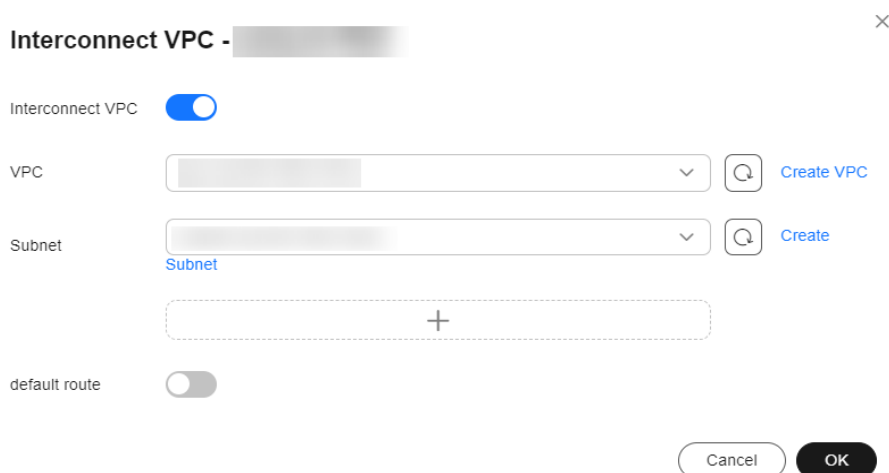 Interconnect VPC -
Interconnect VPC
VPC
Create VPC
Subnet
Create
Subnet
default route
Cancel
OK